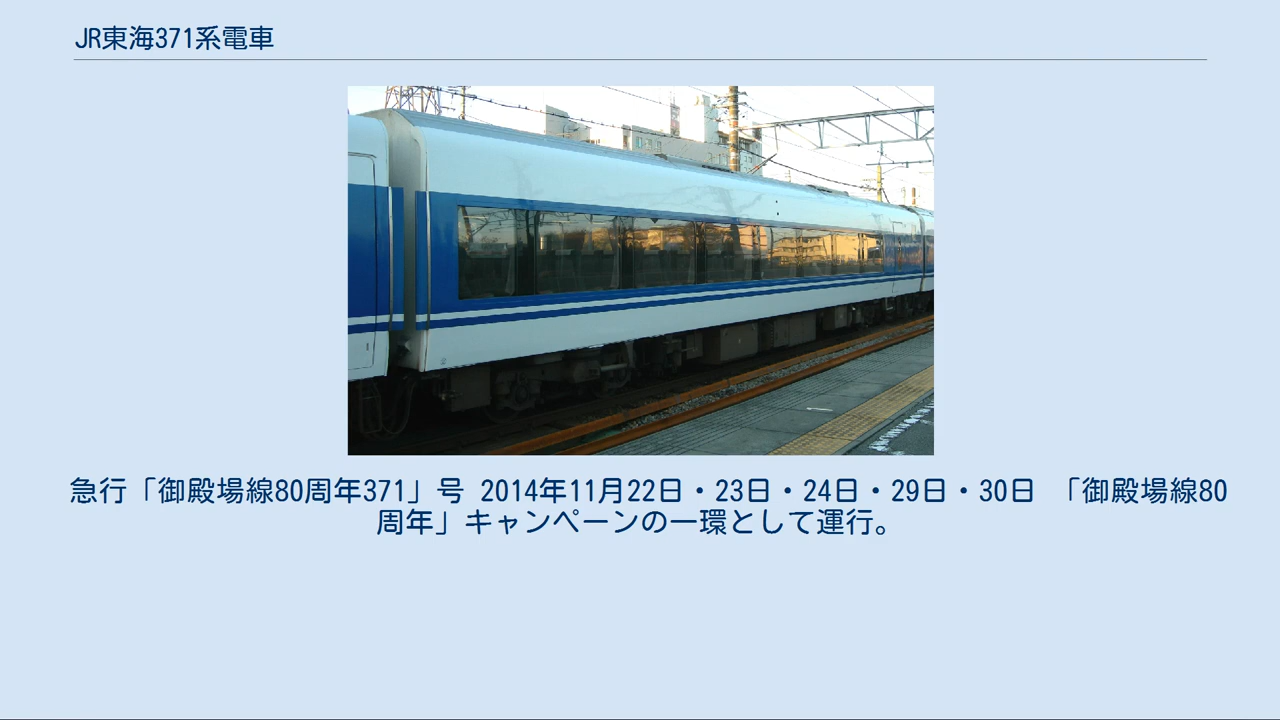 JR東海371系電車
急行「御殿場線80周年371」号 2014年11月22日・23日・24日・29日・30日 「御殿場線80
周年」キャンペーンの一環として運行。